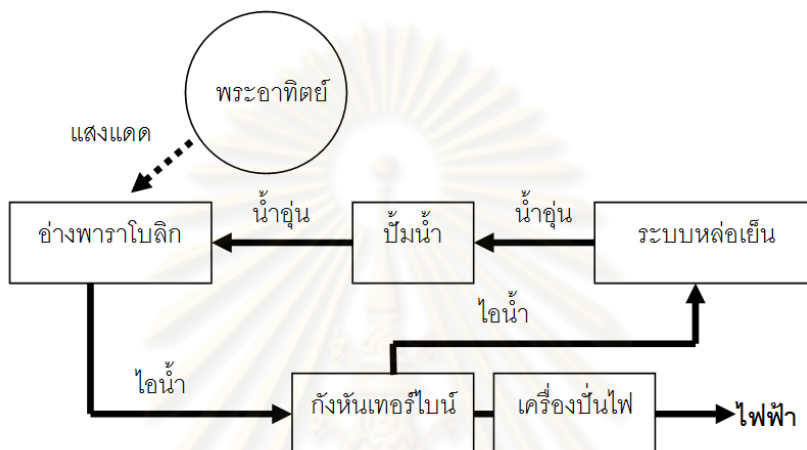 พระอาทิตย์
แสงแดด
น้ำอุ่น
น้ำอุ่น
อ่างพาราโบลิก
ปั้มน้ำ
ระบบหล่อเย็น
ไอน้ำ
ไอน้ำ
กังหันเทอร์ไบน์
เครื่องปั่นไฟ
ไฟฟ้า